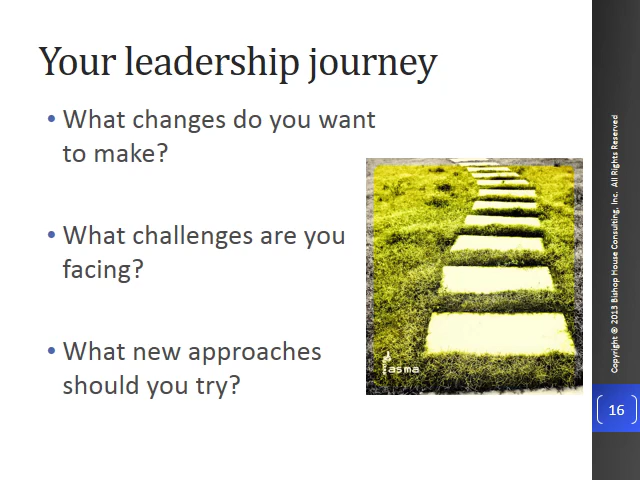 Your leadership journey
• What changes do you want
to make?
• What challenges are you
facing?
• What new approaches
should you try?
asma
Copyright © 2013 Bishop House Consulting, Inc.  All Rights Reserved
16